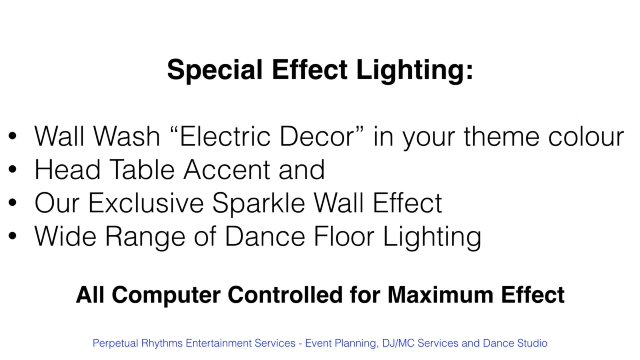 Special Effect Lighting:
• Wall Wash “Electric Decor” in your theme colour
• Head Table Accent and
• Our Exclusive Sparkle Wall Effect
• Wide Range of Dance Floor Lighting
All Computer Controlled for Maximum Effect
Perpetual Rhythms Entertainment Services - Event Planning, DJ/MC Services and Dance Studio